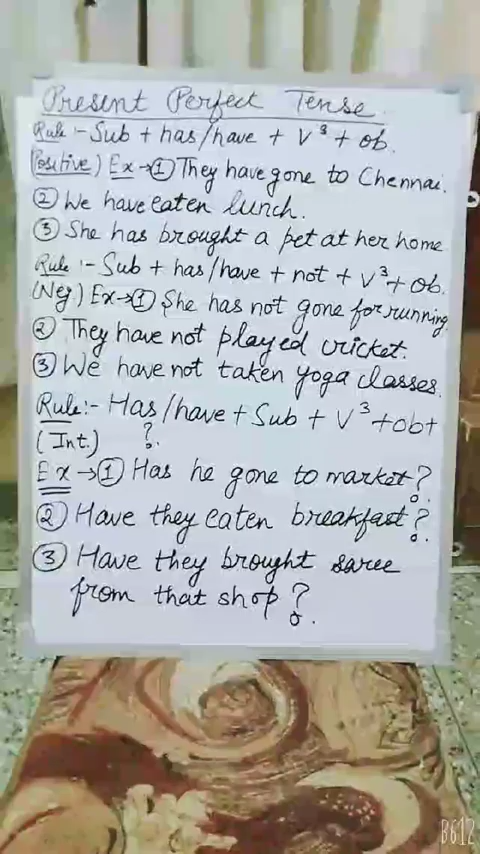 Present Perfect Tense.
Rule:- Sub + has/have + V³ + ob.
(Positive) Ex → ① They have gone to Chennai.
② We have eaten lunch.
③ She has brought a pet at her home
Rule:- Sub + has/have + not + V³ + ob.
(Neg) Ex → ① She has not gone for running.
② They have not played cricket.
③ We have not taken yoga classes.
Rule:- Has/have + Sub + V³ + ob +
(Int.) ?
Ex → ① Has he gone to market?
② Have they eaten breakfast?
③ Have they brought saree
from that shop?
B612